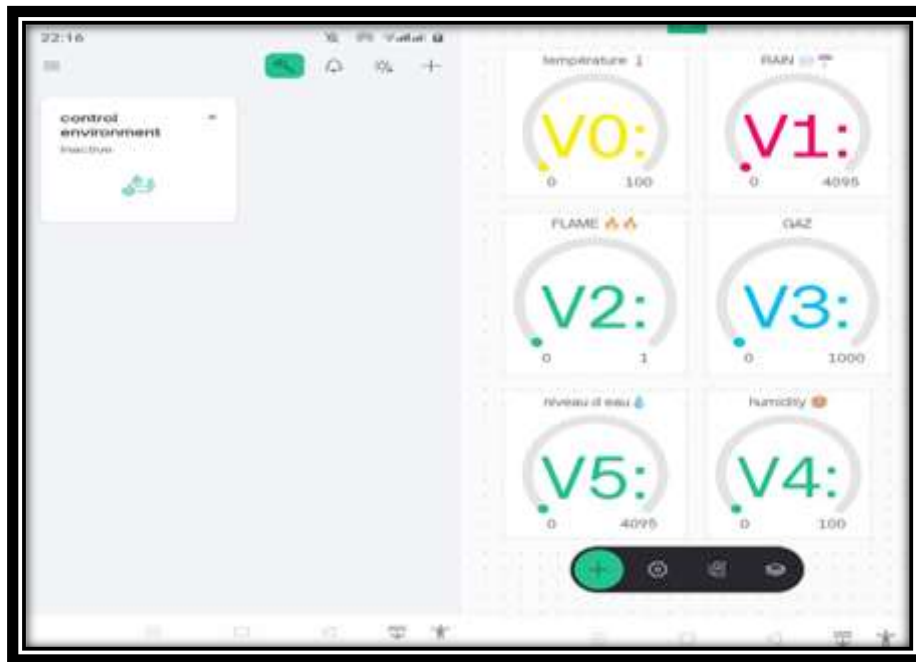 22:16
control
environment
Inactive
température
RAIN
V0:
V1:
0 100
0 4095
FLAME
GAZ
V2:
V3:
0 1
0 1000
niveau d eau
humidity
V5:
V4:
0 4095
0 100